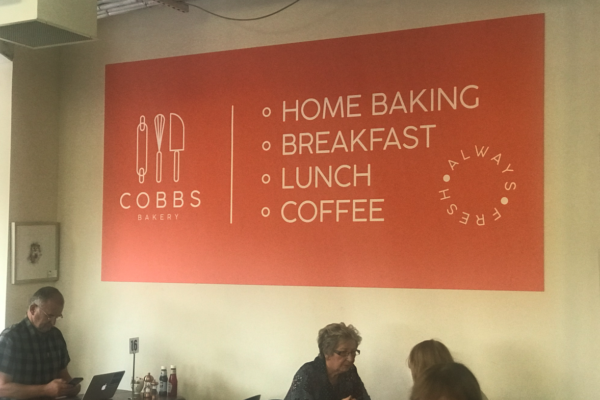 COBBS
BAKERY
HOME BAKING
BREAKFAST
LUNCH
COFFEE
ALWAYS
FRESH